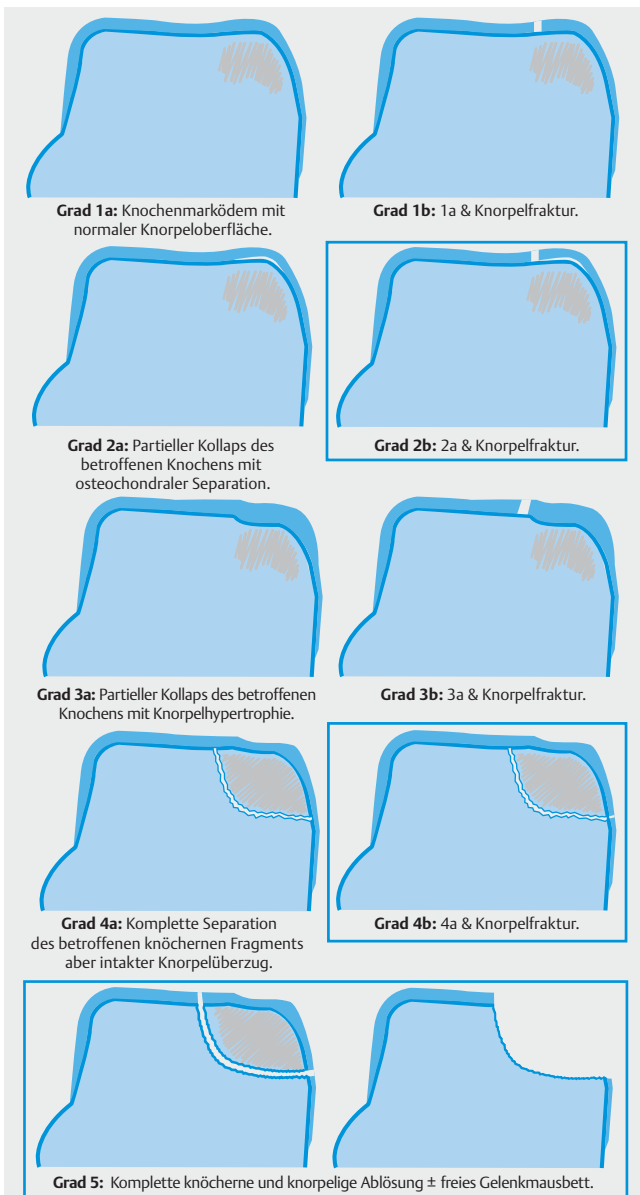 Grad 1a: Knochenmarködem mit
normaler Knorpeloberfläche.
Grad 1b: 1a & Knorpelfraktur.
Grad 2a: Partieller Kollaps des
betroffenen Knochens mit
osteochondraler Separation.
Grad 2b: 2a & Knorpelfraktur.
Grad 3a: Partieller Kollaps des betroffenen
Knochens mit Knorpelhypertrophie.
Grad 3b: 3a & Knorpelfraktur.
Grad 4a: Komplette Separation
des betroffenen knöchernen Fragments
aber intakter Knorpelüberzug.
Grad 4b: 4a & Knorpelfraktur.
Grad 5: Komplette knöcherne und knorpelige Ablösung ± freies Gelenkmausbett.